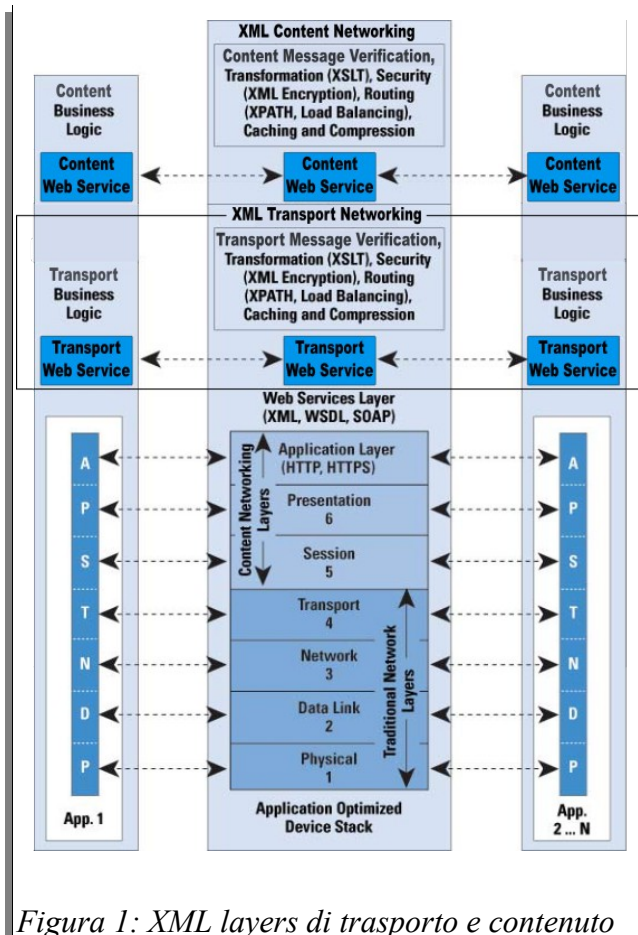 XML Content Networking
Content Message Verification,
Transformation (XSLT), Security
(XML Encryption), Routing
(XPATH, Load Balancing),
Caching and Compression
Content
Business
Logic
Content
Business
Logic
Content
Web Service
Content
Web Service
Content
Web Service
XML Transport Networking
Transport Message Verification,
Transformation (XSLT), Security
(XML Encryption), Routing
(XPATH, Load Balancing),
Caching and Compression
Transport
Business
Logic
Transport
Business
Logic
Transport
Web Service
Transport
Web Service
Transport
Web Service
Web Services Layer
(XML, WSDL, SOAP)
A
P
S
T
N
D
P
App. 1
Content Networking
Layers
Application Layer
(HTTP, HTTPS)
Presentation
6
Session
5
Transport
4
Network
3
Data Link
2
Physical
1
Traditional Network
Layers
Application Optimized
Device Stack
A
P
S
T
N
D
P
App.
2 ... N
Figura 1: XML layers di trasporto e contenuto